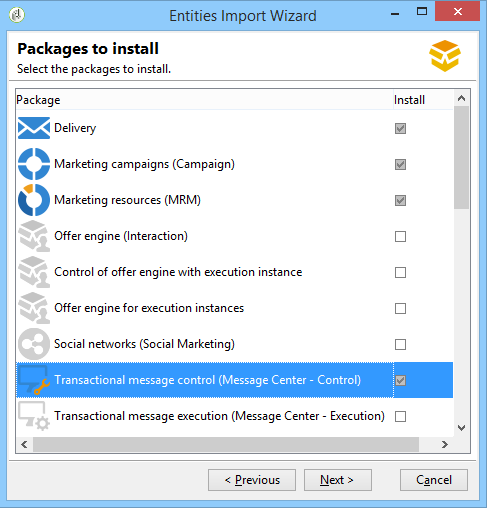 Entities Import Wizard
Packages to install
Select the packages to install.
Package Install
Delivery
Marketing campaigns (Campaign)
Marketing resources (MRM)
Offer engine (Interaction)
Control of offer engine with execution instance
Offer engine for execution instances
Social networks (Social Marketing)
Transactional message control (Message Center - Control)
Transactional message execution (Message Center - Execution)
< Previous Next > Cancel